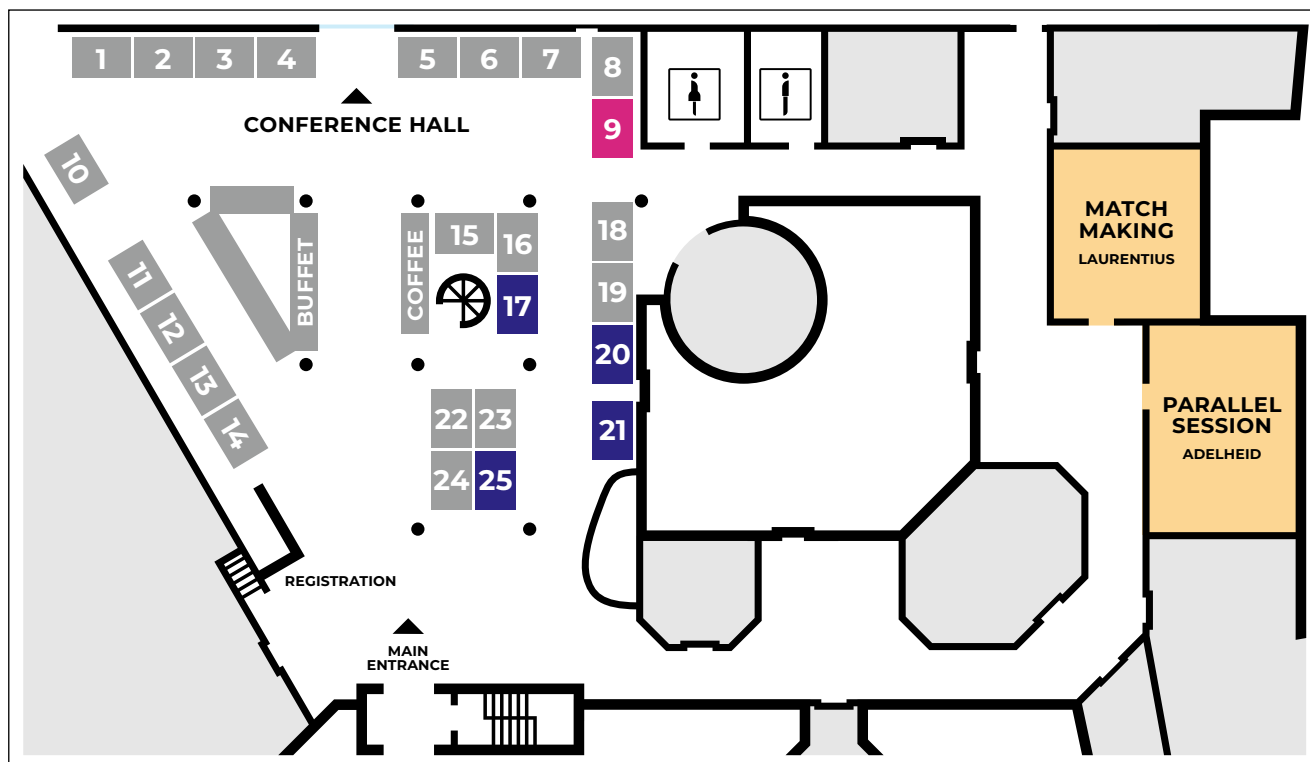 1 2 3 4 5 6 7 8
9
CONFERENCE HALL
10
MATCH
MAKING
LAURENTIUS
11
12
13
14
BUFFET
COFFEE
15 16
17
18
19
20
21
22 23
24 25
PARALLEL
SESSION
ADELHEID
REGISTRATION
MAIN
ENTRANCE